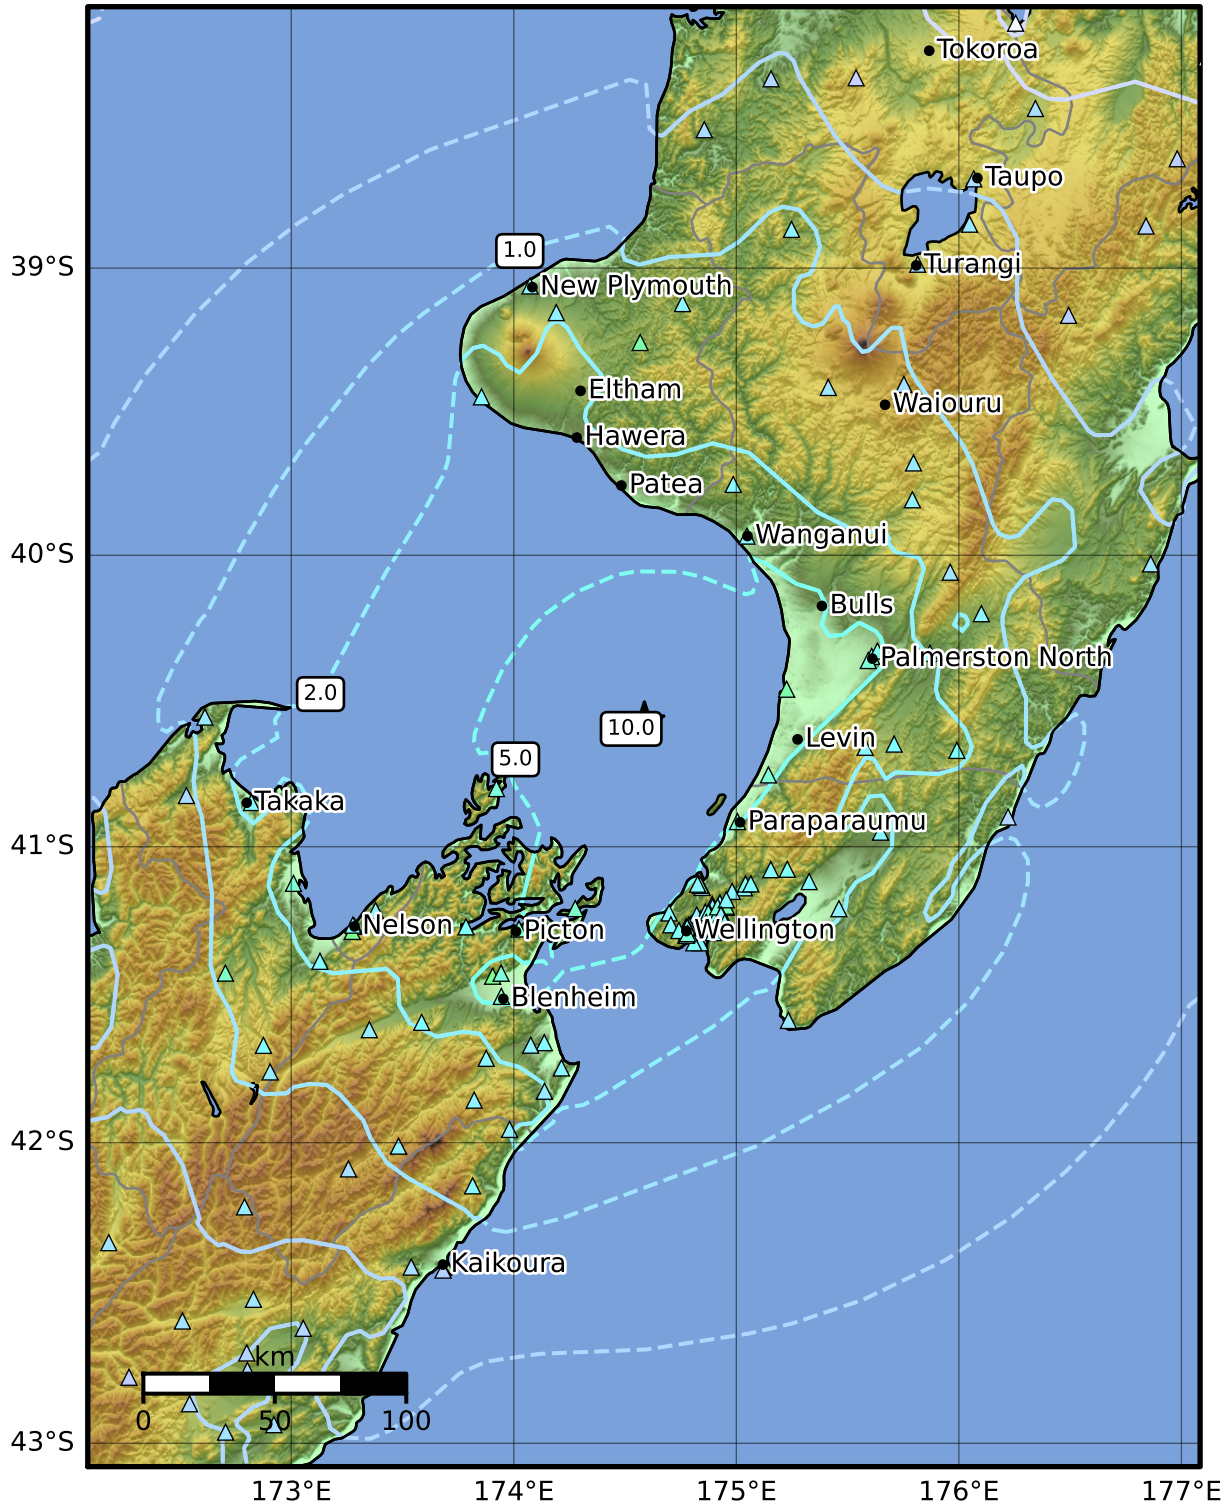 Tokoroa
Taupo
1.0
39°S
Turangi
New Plymouth
Eltham
Waiouru
Hawera
Patea
Wanganui
40°S
Bulls
Palmerston North
2.0
10.0
Levin
5.0
Takaka
Paraparaumu
41°S
Nelson
Picton
Wellington
Blenheim
42°S
Kaikoura
km
0 50 100
43°S
173°E 174°E 175°E 176°E 177°E